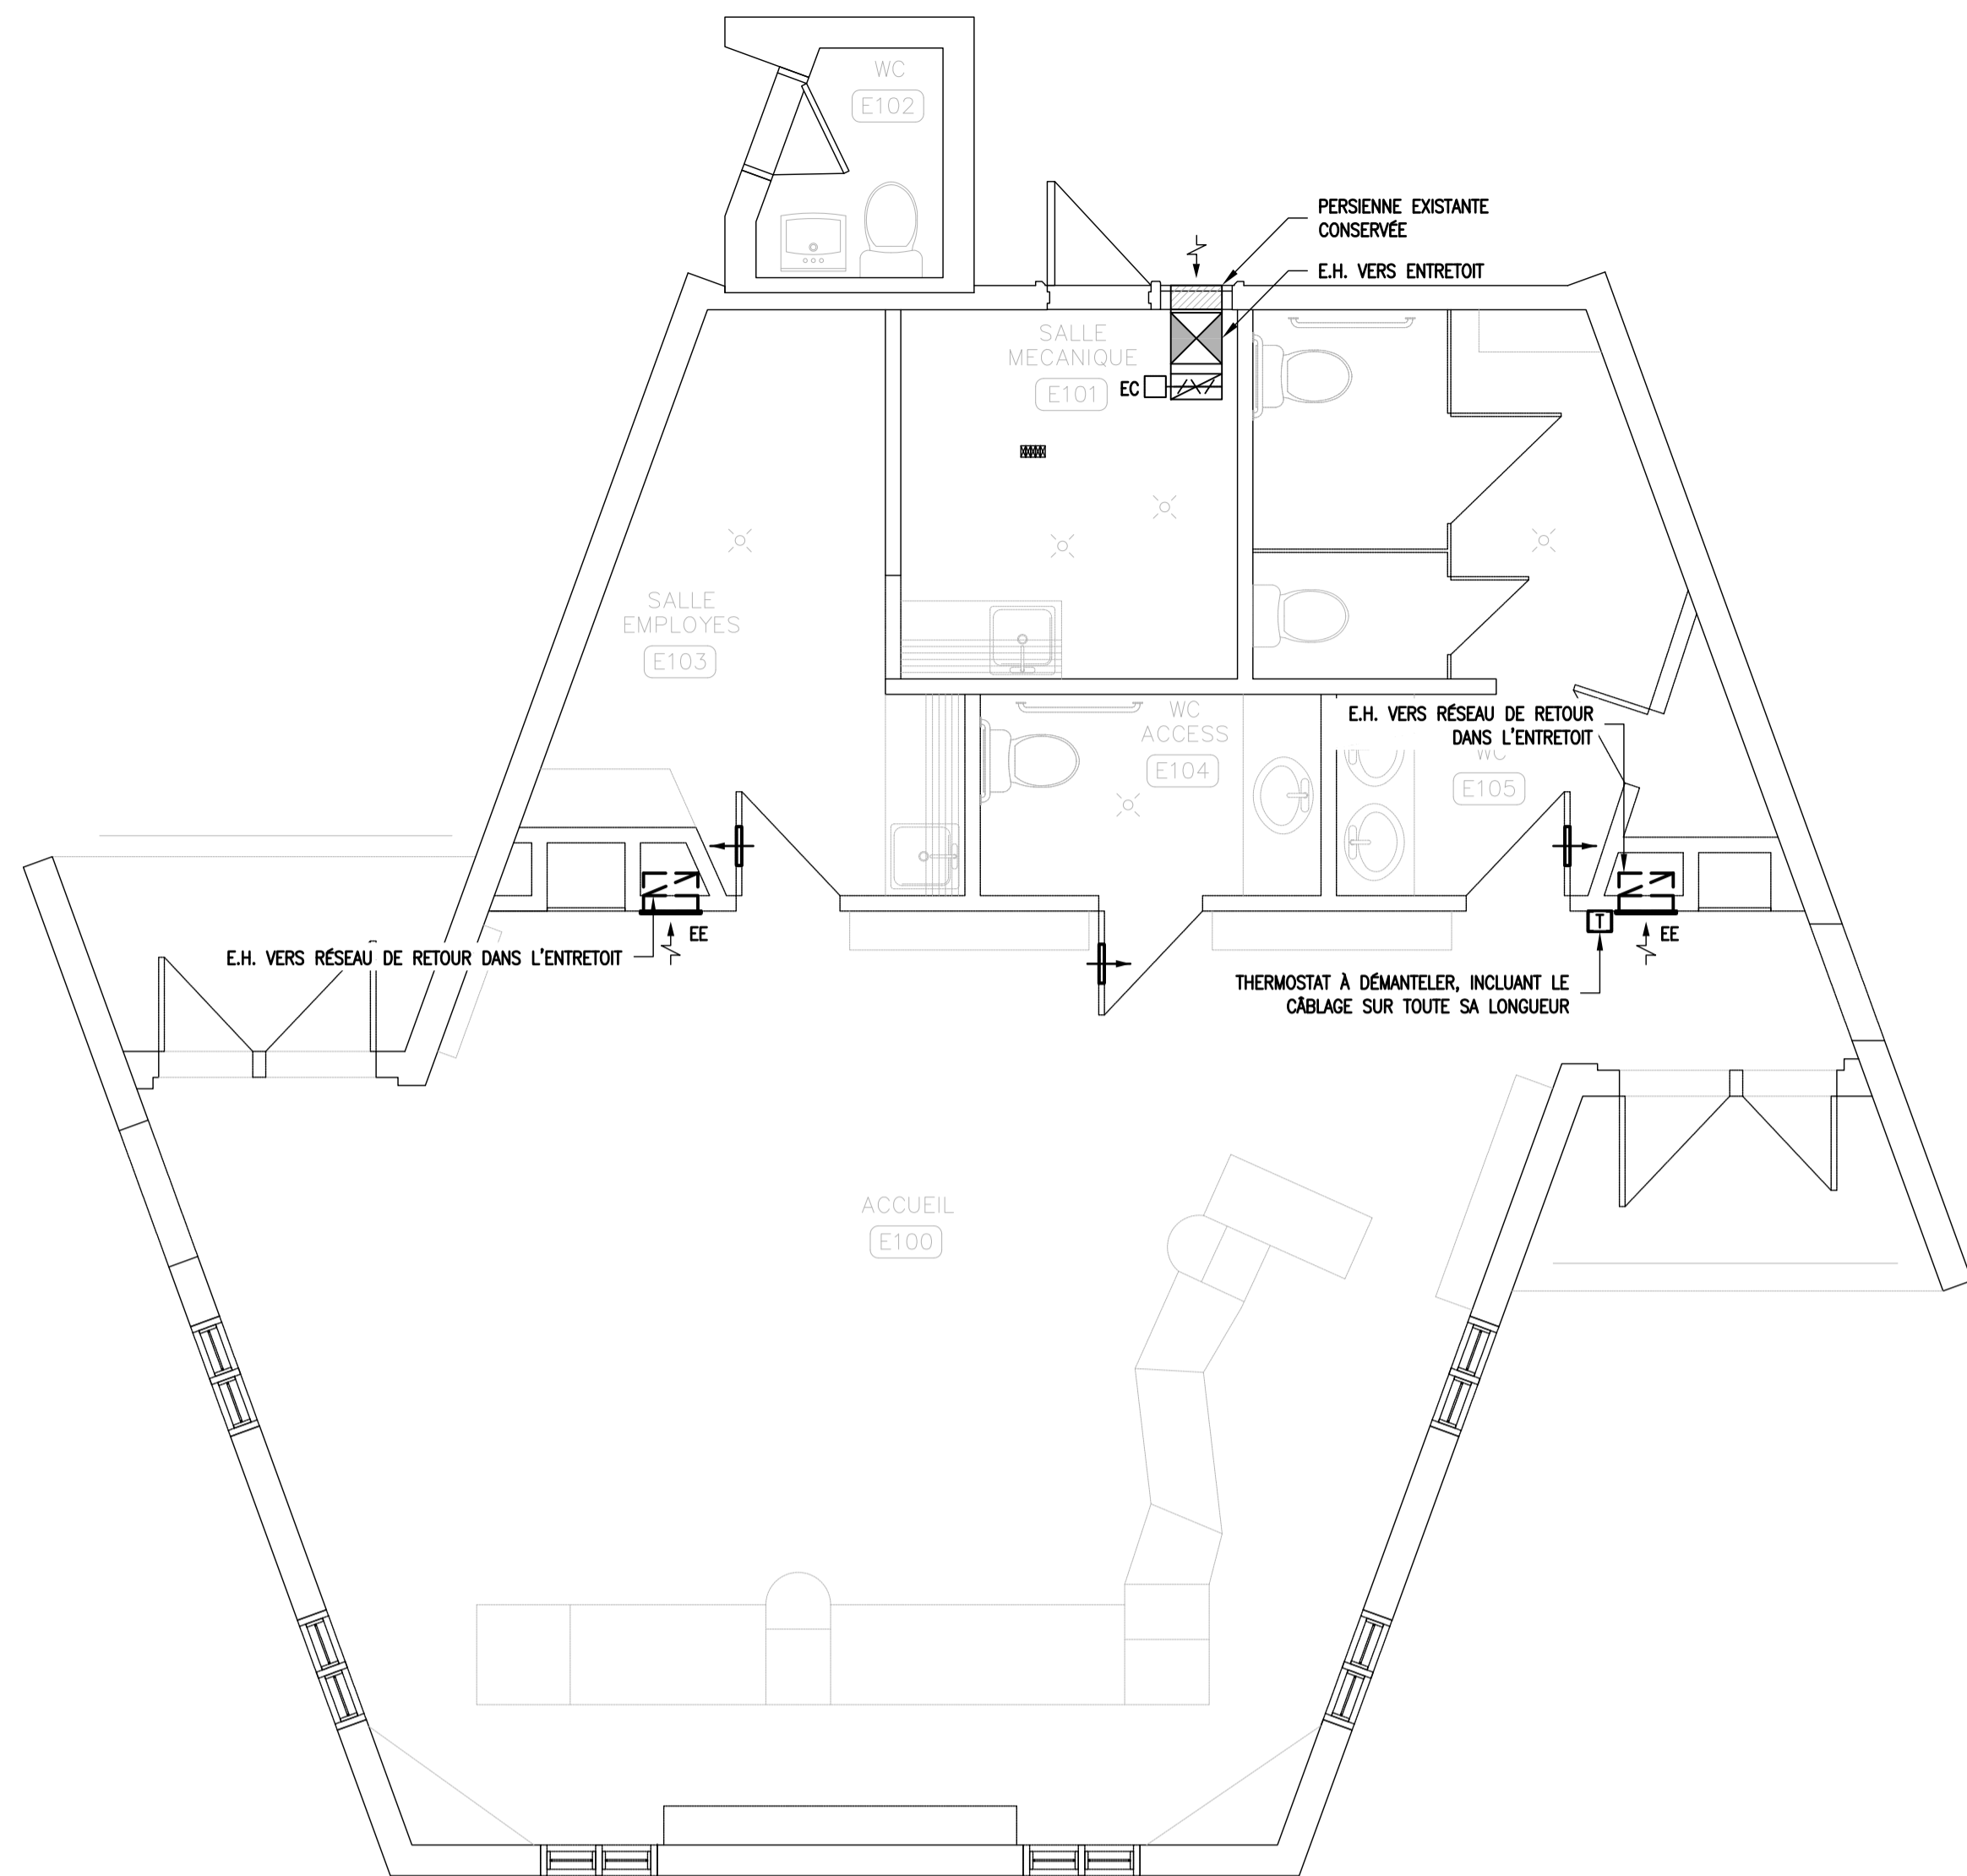 WC
E102
PERSIENNE EXISTANTE
CONSERVÉE
E.H. VERS ENTRETOIT
SALLE
MECANIQUE
E101
EC
SALLE
EMPLOYES
E103
WC
ACCESS
E104
E.H. VERS RÉSEAU DE RETOUR
DANS L'ENTRETOIT
WC
E105
EE
E.H. VERS RÉSEAU DE RETOUR DANS L'ENTRETOIT
T
EE
THERMOSTAT À DÉMANTELER, INCLUANT LE
CÂBLAGE SUR TOUTE SA LONGUEUR
ACCUEIL
E100